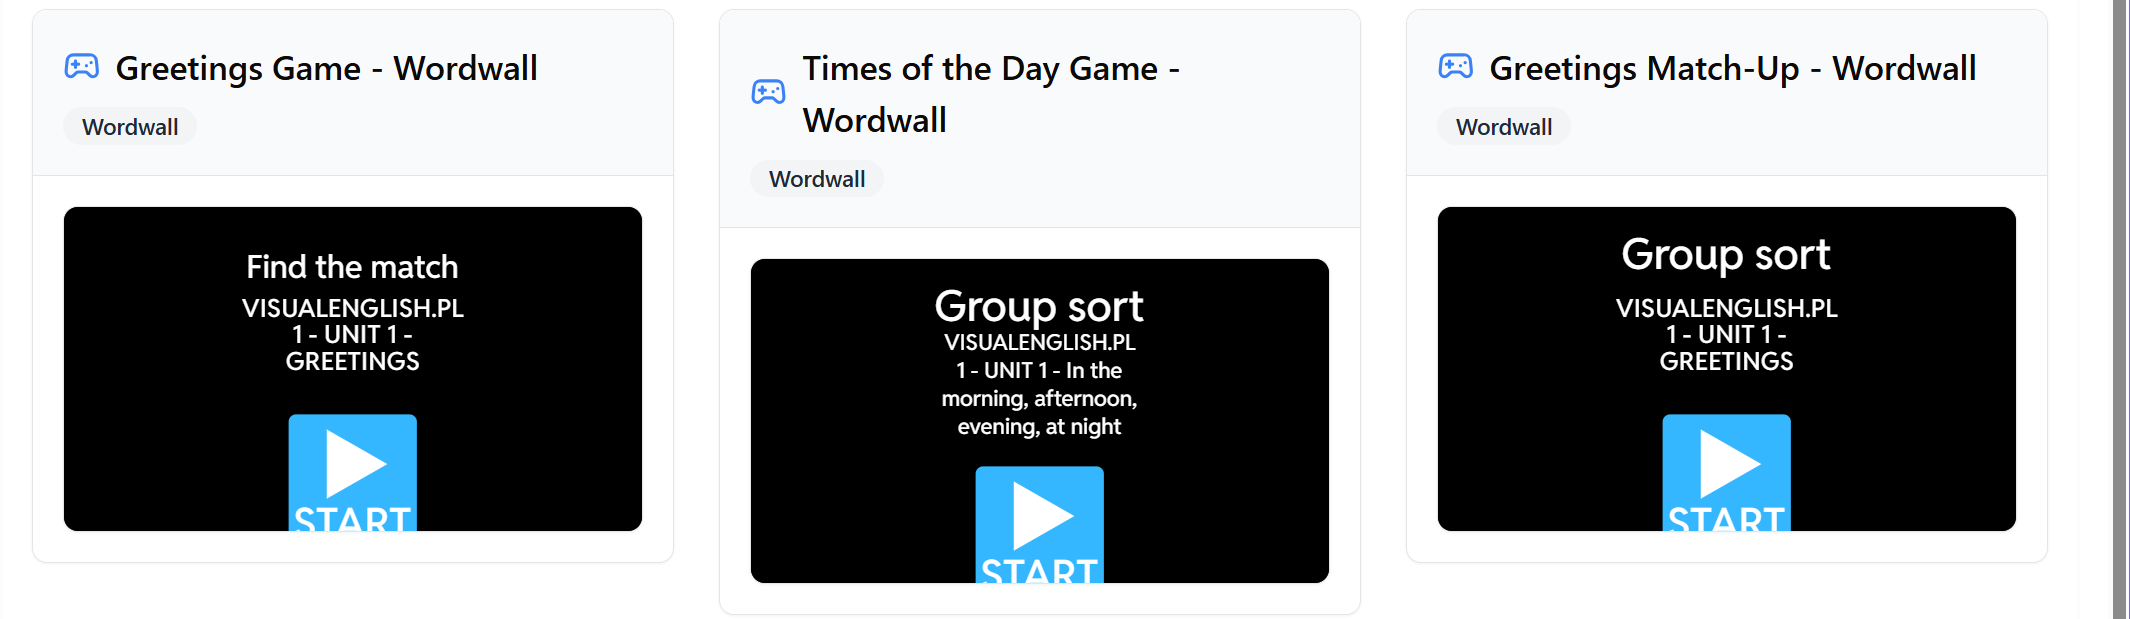 Greetings Game - Wordwall
Wordwall
Find the match
VISUALENGLISH.PL
1 - UNIT 1 -
GREETINGS
START
Times of the Day Game -
Wordwall
Wordwall
Group sort
VISUALENGLISH.PL
1 - UNIT 1 - In the
morning, afternoon,
evening, at night
START
Greetings Match-Up - Wordwall
Wordwall
Group sort
VISUALENGLISH.PL
1 - UNIT 1 -
GREETINGS
START